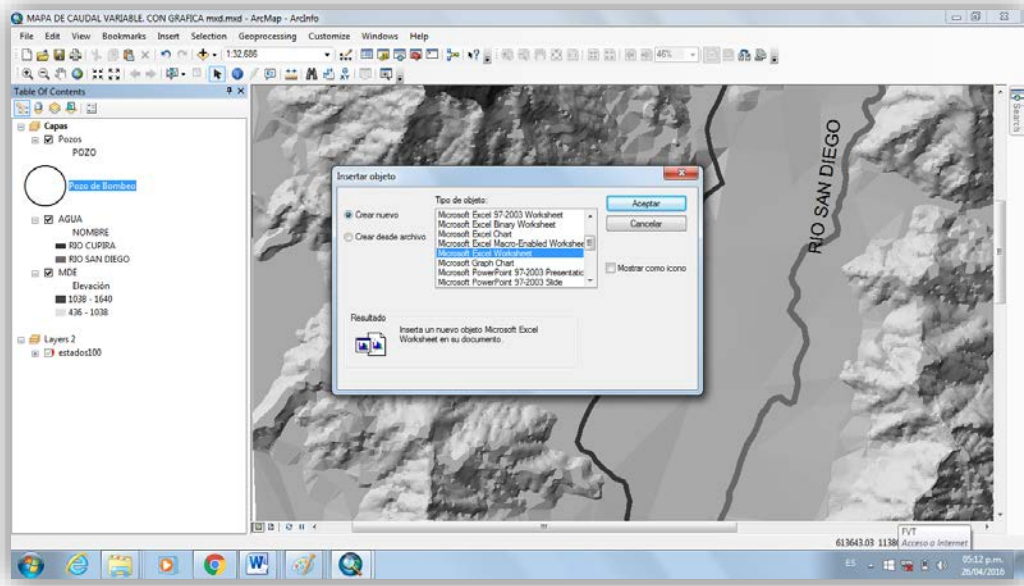 MAPA DE CAUDAL VARIABLE. CON GRAFICA mxd.mxd - ArcMap - ArcInfo
File Edit View Bookmarks Insert Selection Geoprocessing Customize Windows Help
1:32.686
46%
Table Of Contents
Search
Capas
Pozos
POZO
Pozo de Bombeo
AGUA
NOMBRE
RIO CUPIRA
RIO SAN DIEGO
MDE
Elevación
1038 - 1640
436 - 1038
Layers 2
estados100
RIO SAN DIEGO
Insertar objeto
Crear nuevo
Crear desde archivo
Tipo de objeto:
Microsoft Excel 97-2003 Worksheet
Microsoft Excel Binary Worksheet
Microsoft Excel Chart
Microsoft Excel Macro-Enabled Workshee
Microsoft Excel Worksheet
Microsoft Graph Chart
Microsoft PowerPoint 97-2003 Presentatic
Microsoft PowerPoint 97-2003 Slide
Aceptar
Cancelar
Mostrar como icono
Resultado
Inserta un nuevo objeto Microsoft Excel
Worksheet en su documento.
613643.03 1138
FVT
Acceso a Internet
ES
05:12 p.m.
26/04/2016